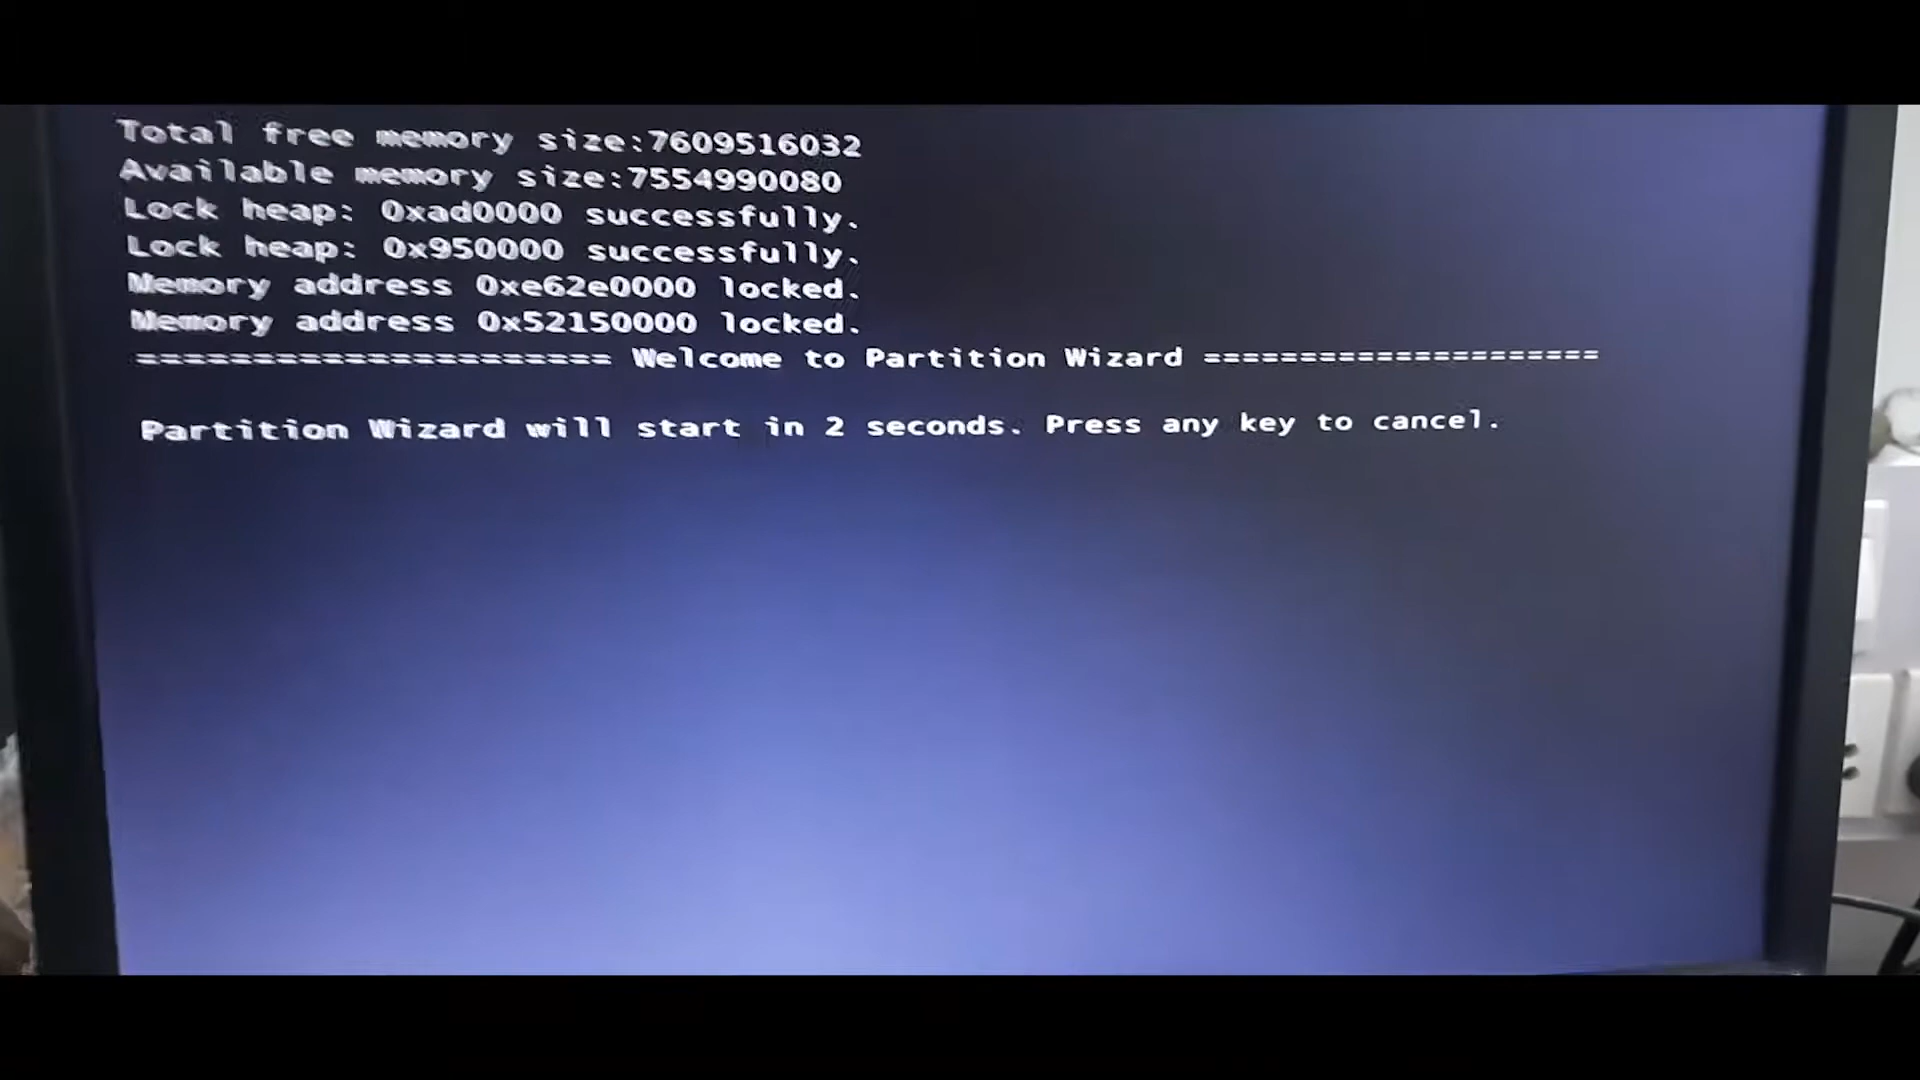 Total free memory size:7609516032
Available memory size:7554990080
Lock heap: 0xad0000 successfully.
Lock heap: 0x950000 successfully.
Memory address 0xe62e0000 locked.
Memory address 0x52150000 locked.
====================== Welcome to Partition Wizard =====================
Partition Wizard will start in 2 seconds. Press any key to cancel.